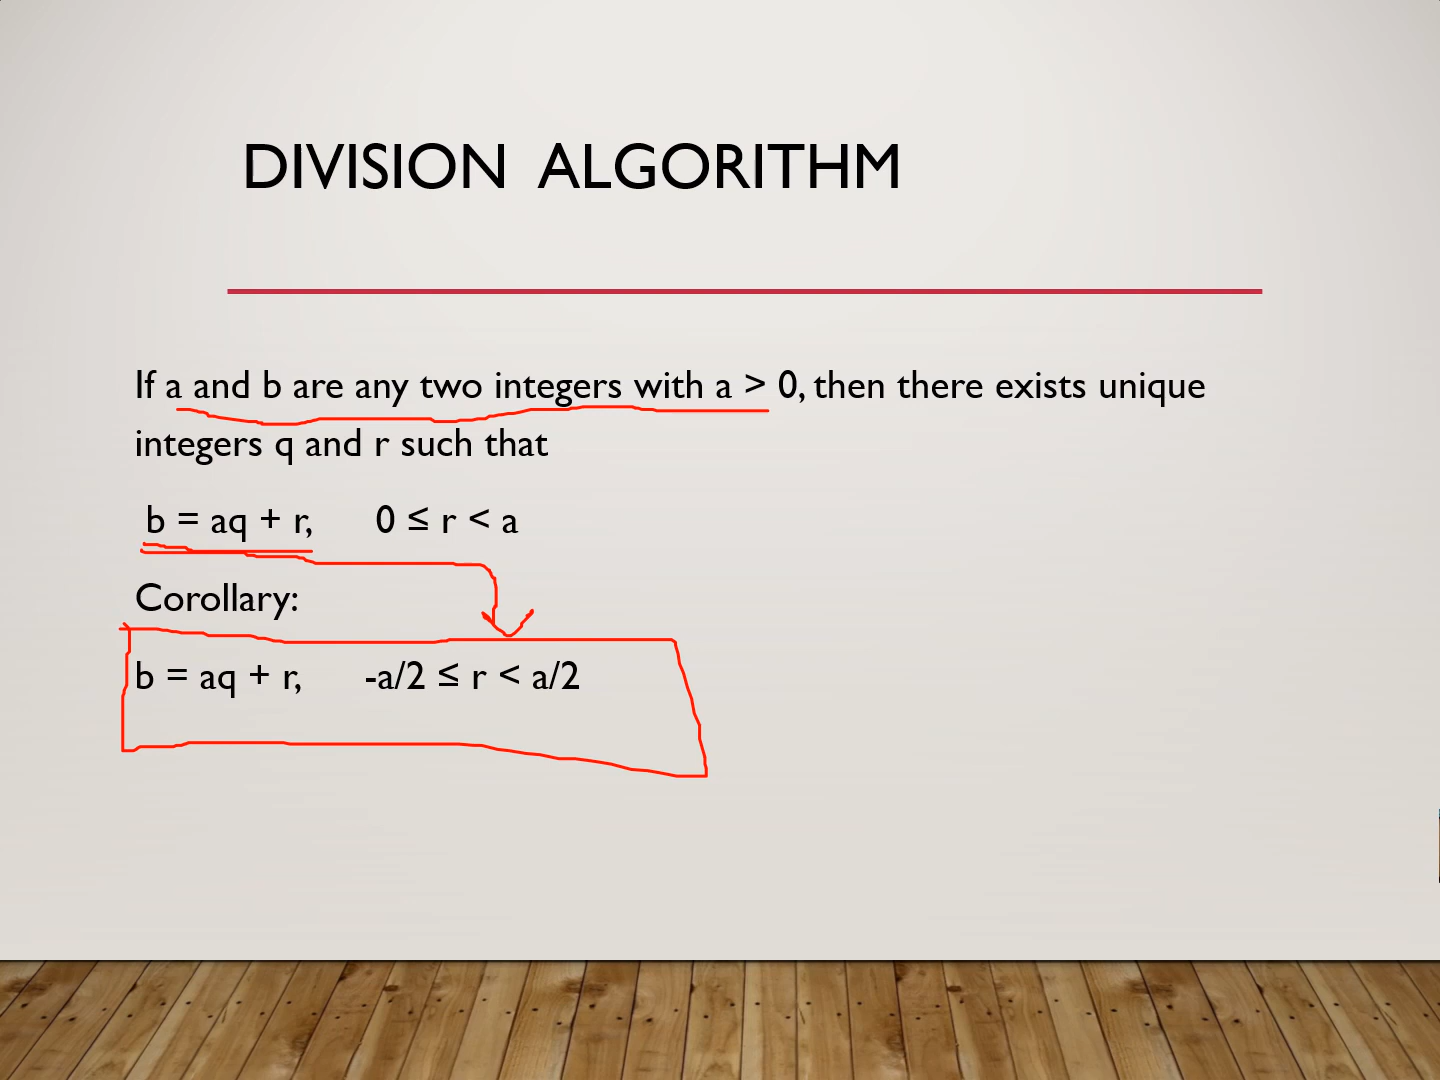 DIVISION ALGORITHM
If a and b are any two integers with a > 0, then there exists unique
integers q and r such that
b = aq + r, 0 ≤ r < a
Corollary:
b = aq + r, -a/2 ≤ r < a/2